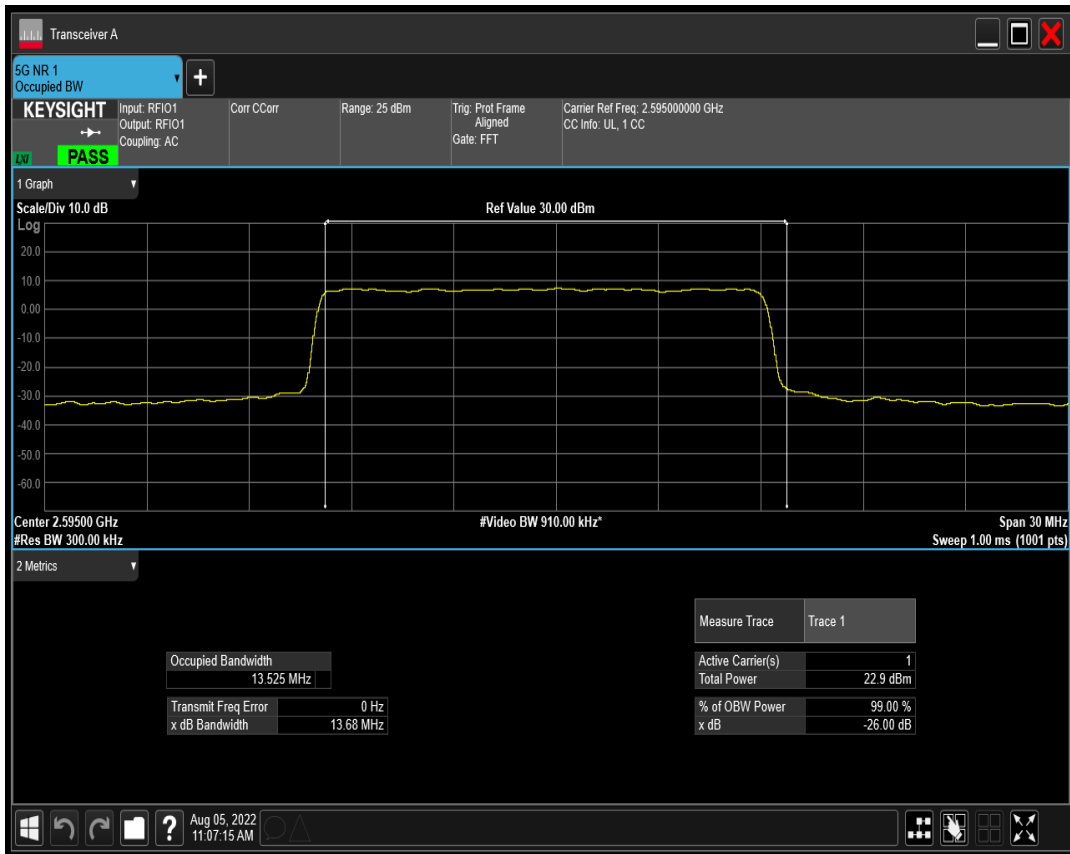 Transceiver A
5G NR 1
Occupied BW
+
KEYSIGHT
LXI
PASS
Input: RFIO1
Output: RFIO1
Coupling: AC
Corr CCorr
Range: 25 dBm
Trig: Prot Frame
Aligned
Gate: FFT
Carrier Ref Freq: 2.595000000 GHz
CC Info: UL, 1 CC
1 Graph
Scale/Div 10.0 dB
Ref Value 30.00 dBm
Log
20.0
10.0
0.00
-10.0
-20.0
-30.0
-40.0
-50.0
-60.0
Center 2.59500 GHz
#Video BW 910.00 kHz*
Span 30 MHz
#Res BW 300.00 kHz
Sweep 1.00 ms (1001 pts)
2 Metrics
Measure Trace Trace 1
Occupied Bandwidth
13.525 MHz
Active Carrier(s) 1
Total Power 22.9 dBm
Transmit Freq Error 0 Hz
x dB Bandwidth 13.68 MHz
% of OBW Power 99.00 %
x dB -26.00 dB
?
Aug 05, 2022
11:07:15 AM